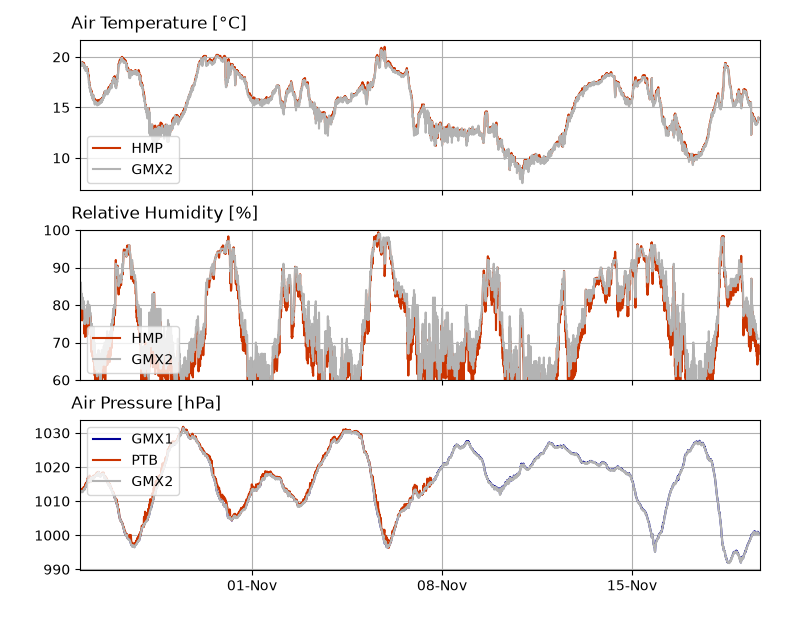 Air Temperature [°C]
20
15
10
HMP
GMX2
Relative Humidity [%]
100
90
80
70
60
HMP
GMX2
Air Pressure [hPa]
1030
1020
1010
1000
990
GMX1
PTB
GMX2
01-Nov
08-Nov
15-Nov